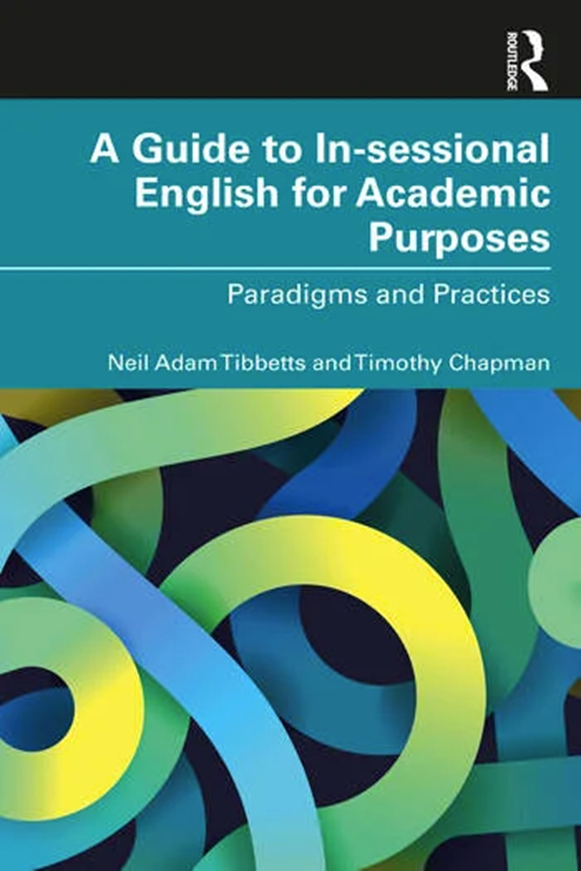 ROUTLEDGE
A Guide to In-sessional
English for Academic
Purposes
Paradigms and Practices
Neil Adam Tibbetts and Timothy Chapman